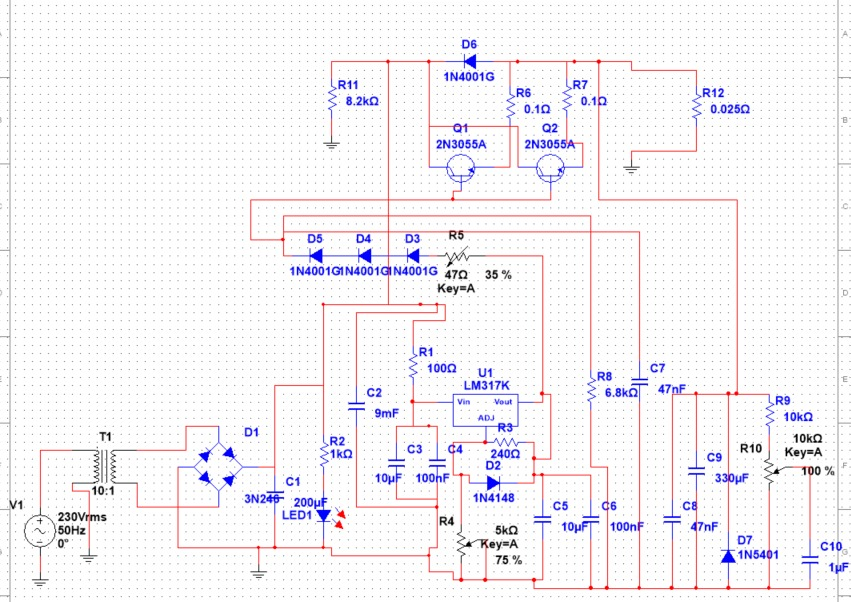 D6
1N4001G
R11
8.2kΩ
R6
0.1Ω
R7
0.1Ω
R12
0.025Ω
Q1
2N3055A
Q2
2N3055A
D5
1N4001G
D4
1N4001G
D3
1N4001G
R5
47Ω
35 %
Key=A
R1
100Ω
U1
LM317K
Vin
Vout
ADJ
R8
6.8kΩ
C7
47nF
C2
9mF
R9
10kΩ
R3
240Ω
D2
1N4148
C3
10µF
C4
100nF
R10
10kΩ
Key=A
100 %
T1
10:1
D1
3N246
R2
1kΩ
C1
200µF
LED1
C9
330µF
V1
230Vrms
50Hz
0°
R4
5kΩ
Key=A
75 %
C5
10µF
C6
100nF
C8
47nF
D7
1N5401
C10
1µF
A
B
C
D
E
F
G